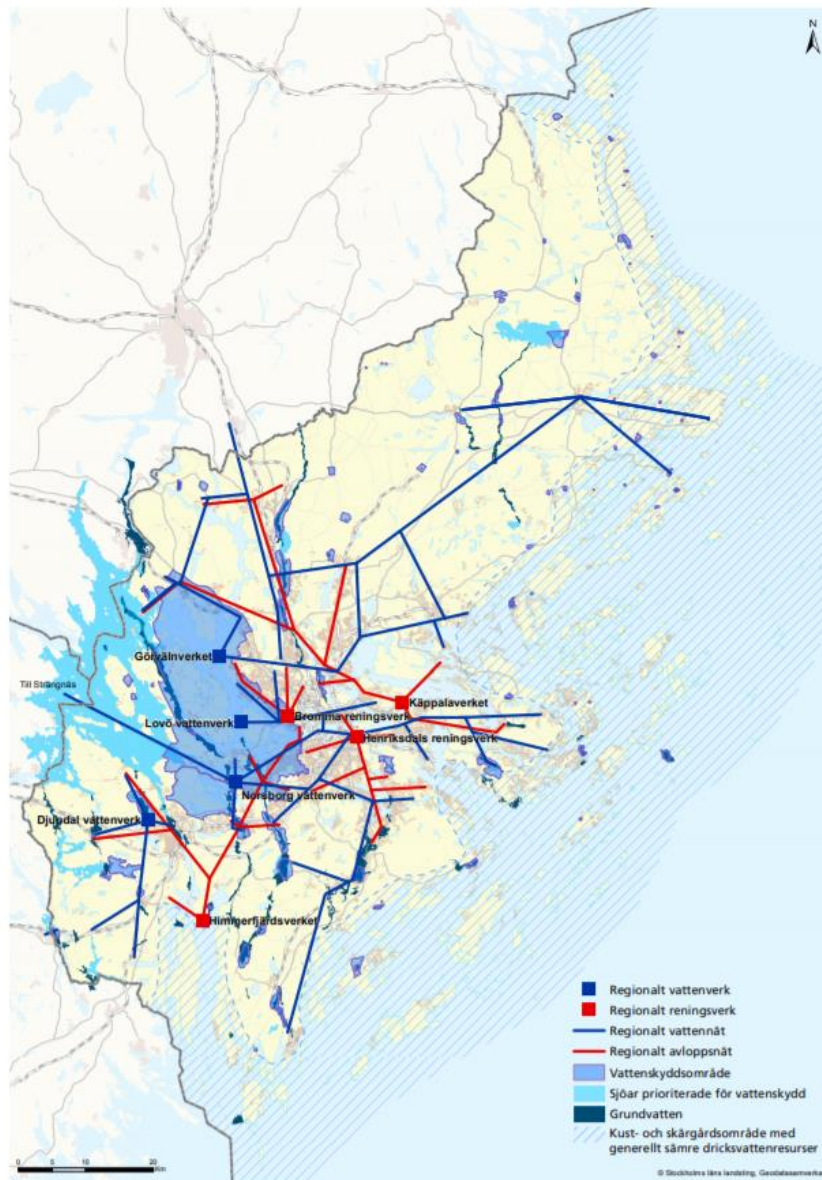 N
Görvälnverket
Till Strängnäs
Käppalaverket
Lovö vattenverk
Bromma reningsverk
Henriksdals reningsverk
Norsborg vattenverk
Djupdal vattenverk
Himmerfjärdsverket
Regionalt vattenverk
Regionalt reningsverk
Regionalt vattennät
Regionalt avloppsnät
Vattenskyddsområde
Sjöar prioriterade för vattenskydd
Grundvatten
Kust- och skärgårdsområde med
generellt sämre dricksvattenresurser
0 5 10 20
Km
© Stockholms läns landsting, Geodatasamverka